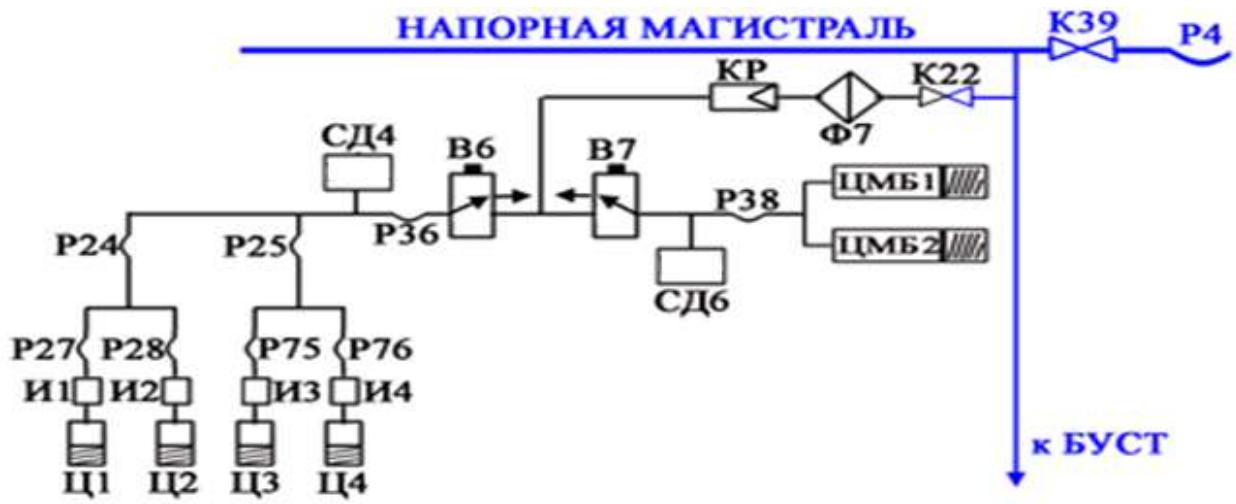 НАПОРНАЯ МАГИСТРАЛЬ
К39
Р4
КР
К22
Ф7
СД4
В6
В7
ЦМБ1
Р38
Р36
Р24
Р25
ЦМБ2
СД6
Р27
Р28
Р75
Р76
И1
И2
И3
И4
к БУСТ
Ц1
Ц2
Ц3
Ц4